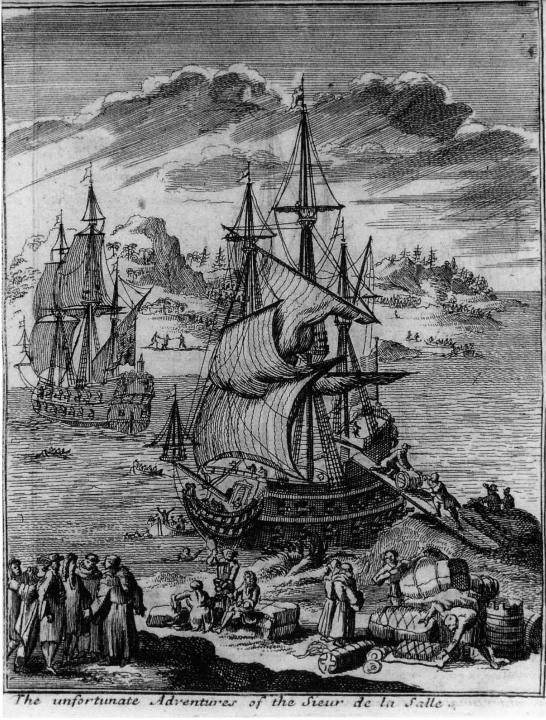 The unfortunate Adventures of the Sieur de la Salle.